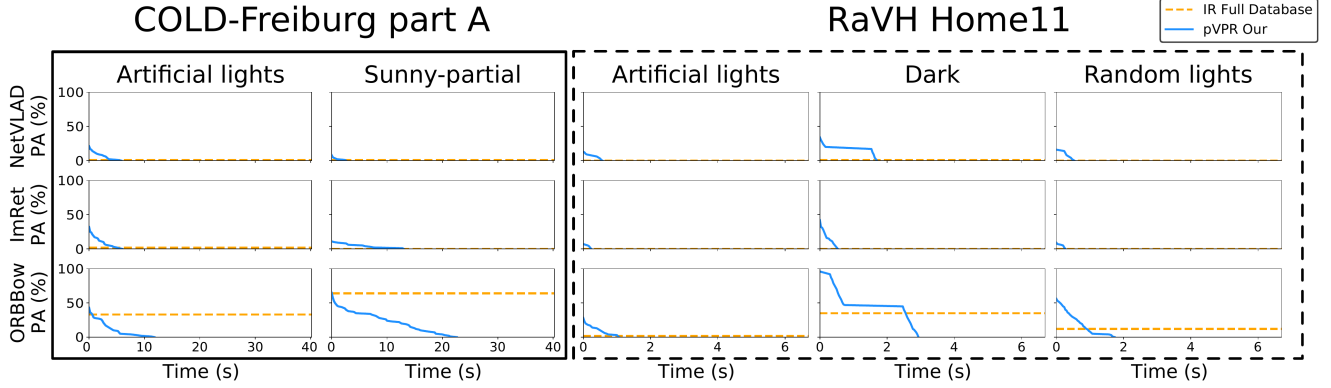 COLD-Freiburg part A
RaVH Home11
IR Full Database
pVPR Our
Artificial lights
Sunny-partial
Artificial lights
Dark
Random lights
NetVLAD
PA (%)
100
50
0
ImRet
PA (%)
100
50
0
ORBBow
PA (%)
100
50
0
0 10 20 30 40
0 10 20 30 40
0 2 4 6
0 2 4 6
0 2 4 6
Time (s)
Time (s)
Time (s)
Time (s)
Time (s)